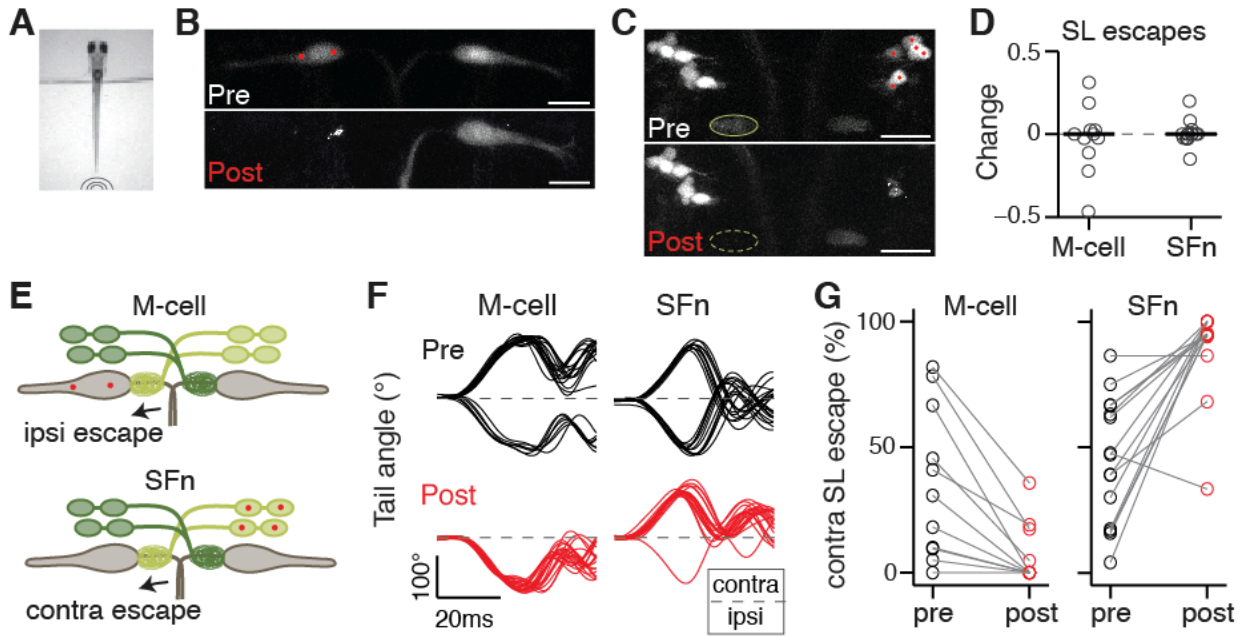 A
B
Pre
Post
C
Pre
Post
D
SL escapes
0.5
0
−0.5
Change
M-cell
SFn
E
M-cell
ipsi escape
SFn
contra escape
F
M-cell
SFn
Pre
Post
Tail angle (°)
100°
20ms
contra
ipsi
G
M-cell
SFn
contra SL escape (%)
100
50
0
pre
post
pre
post